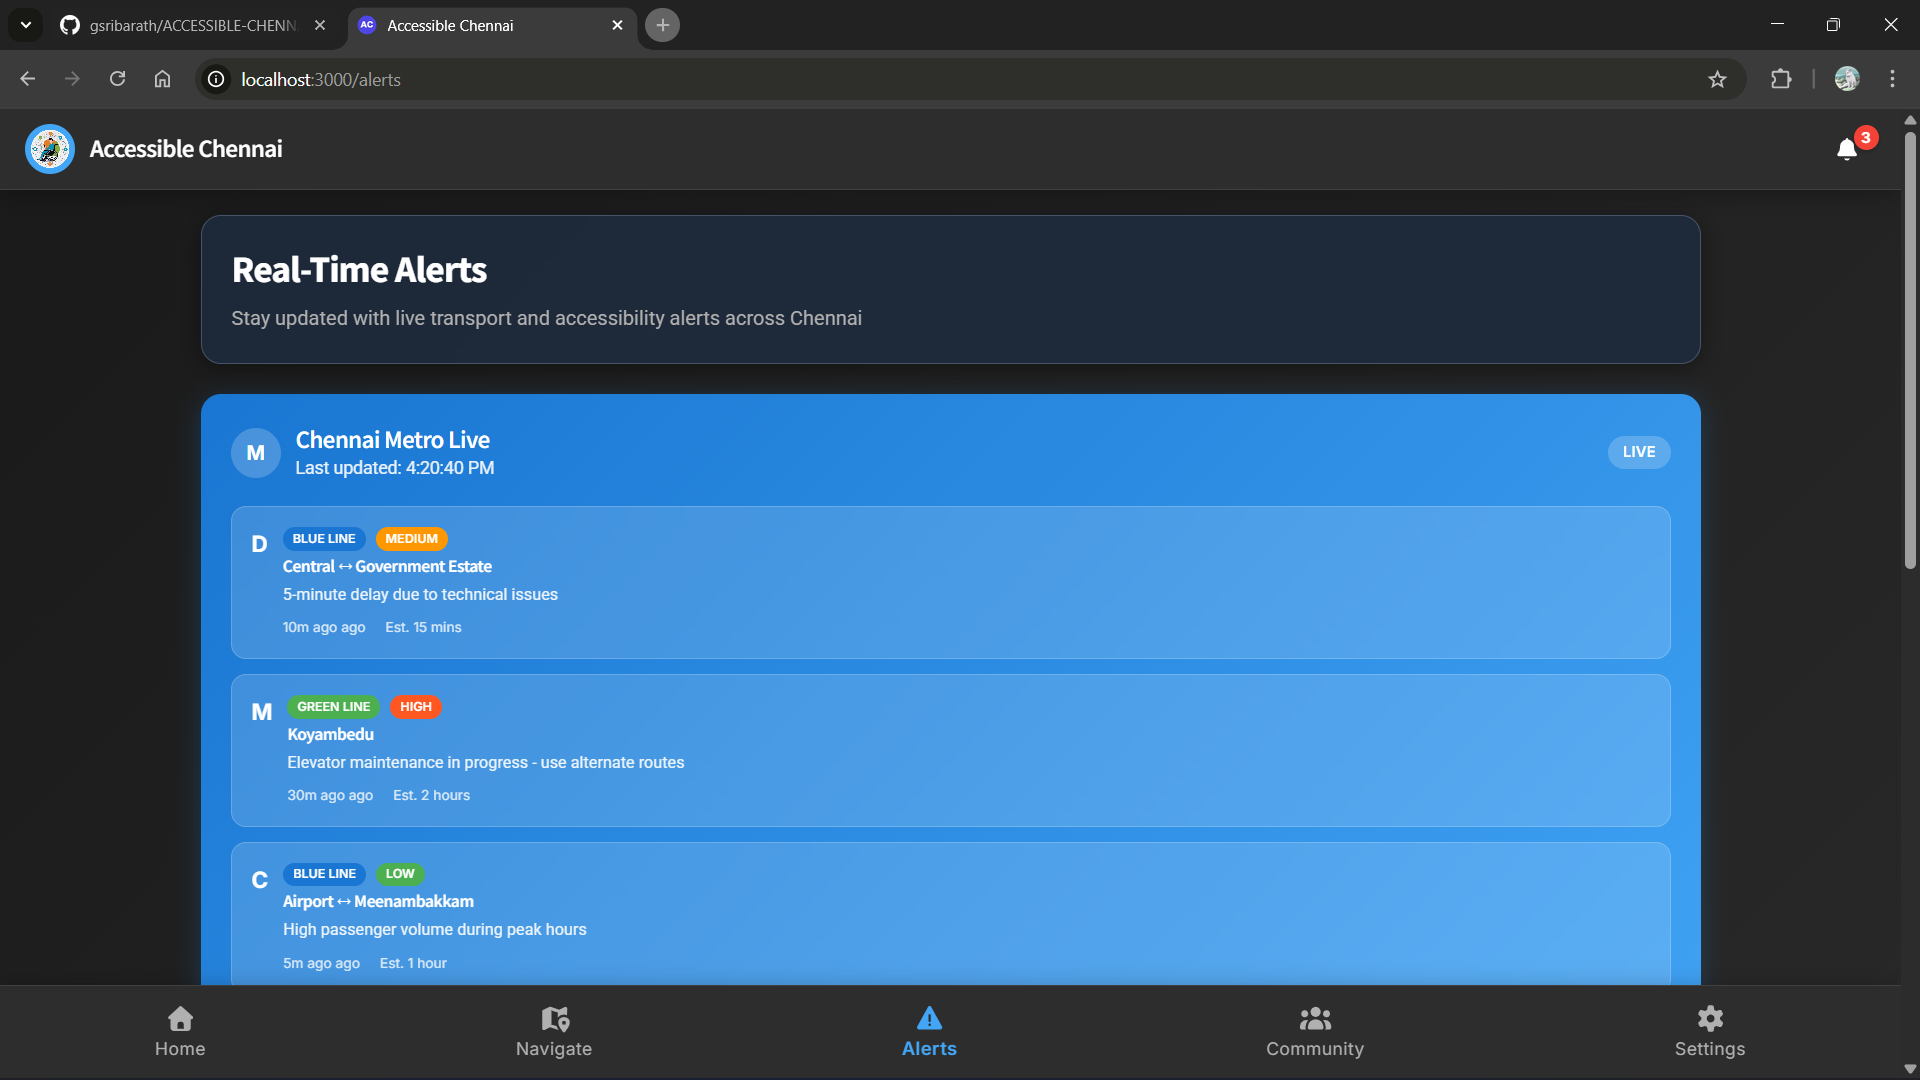 gsribarath/ACCESSIBLE-CHENN
AC Accessible Chennai
localhost:3000/alerts
Accessible Chennai
3
Real-Time Alerts
Stay updated with live transport and accessibility alerts across Chennai
M
Chennai Metro Live
Last updated: 4:20:40 PM
LIVE
D
BLUE LINE MEDIUM
Central ↔ Government Estate
5-minute delay due to technical issues
10m ago ago Est. 15 mins
M
GREEN LINE HIGH
Koyambedu
Elevator maintenance in progress - use alternate routes
30m ago ago Est. 2 hours
C
BLUE LINE LOW
Airport ↔ Meenambakkam
High passenger volume during peak hours
5m ago ago Est. 1 hour
Home Navigate Alerts Community Settings